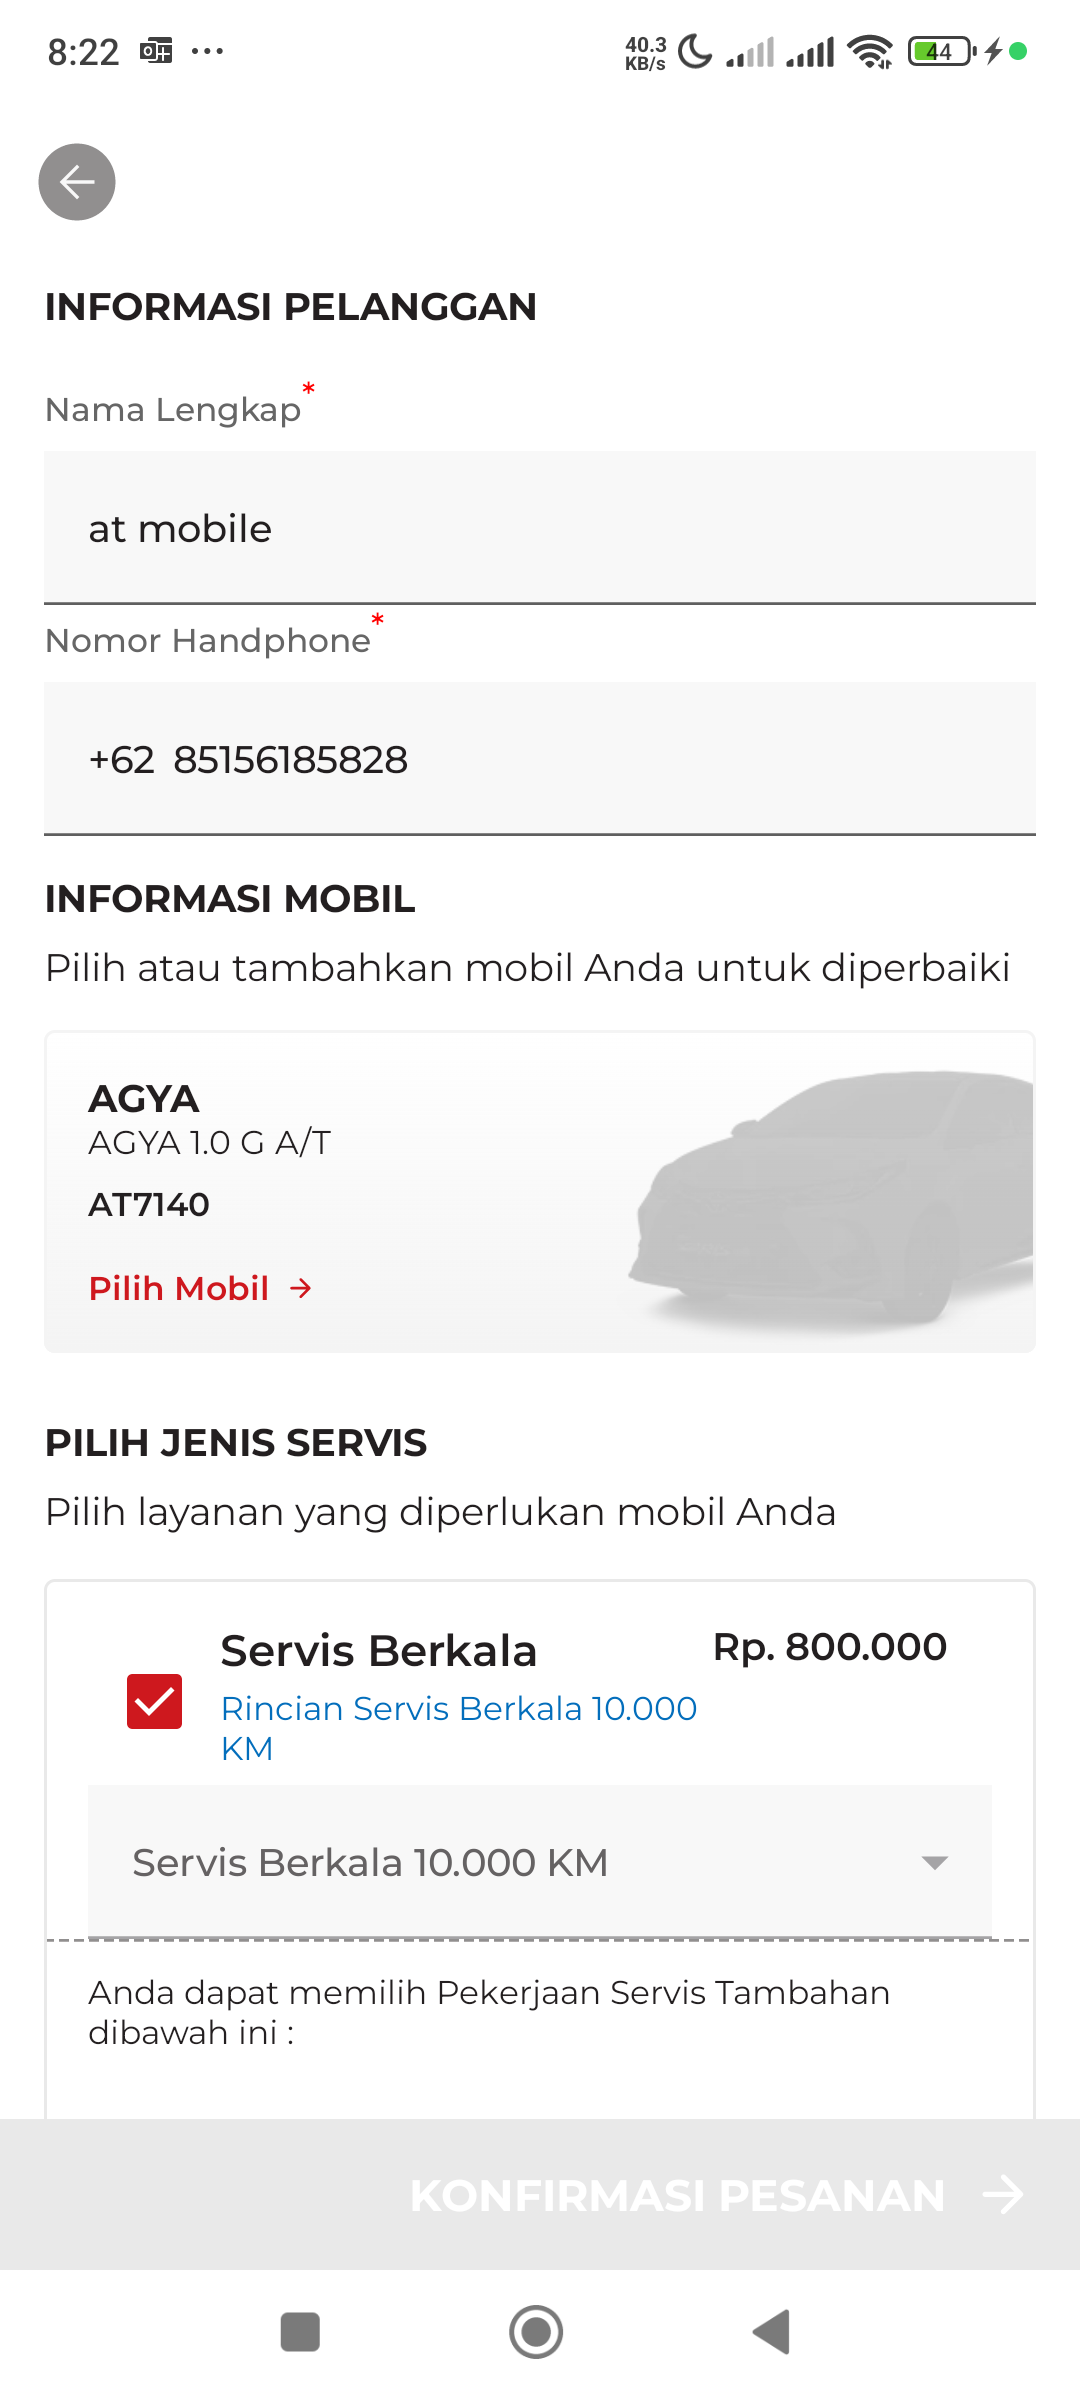 8:22
40.3
KB/s
44
INFORMASI PELANGGAN
Nama Lengkap*
at mobile
Nomor Handphone*
+62 85156185828
INFORMASI MOBIL
Pilih atau tambahkan mobil Anda untuk diperbaiki
AGYA
AGYA 1.0 G A/T
AT7140
Pilih Mobil
PILIH JENIS SERVIS
Pilih layanan yang diperlukan mobil Anda
Servis Berkala
Rp. 800.000
Rincian Servis Berkala 10.000
KM
Servis Berkala 10.000 KM
Anda dapat memilih Pekerjaan Servis Tambahan
dibawah ini :
KONFIRMASI PESANAN